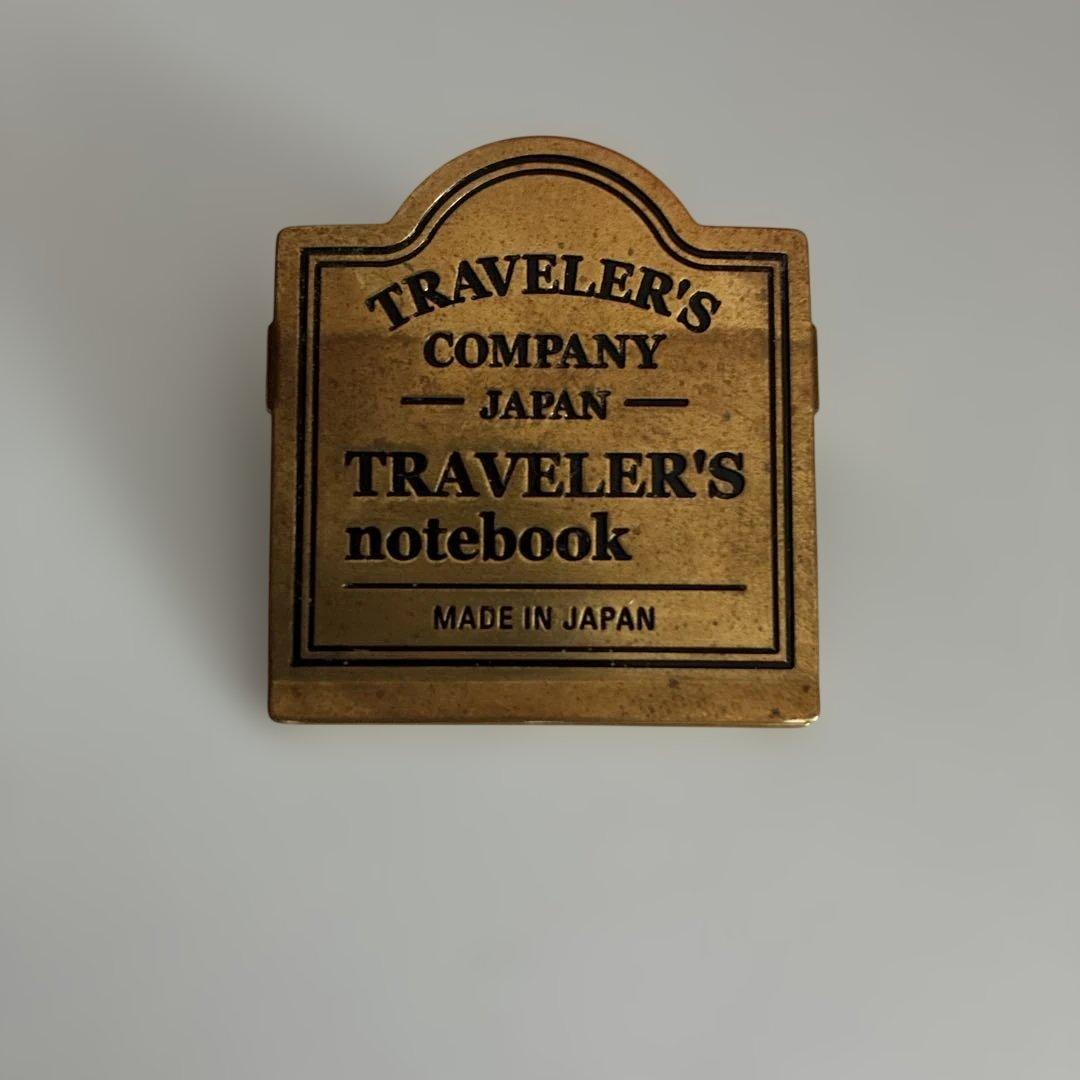 TRAVELER'S
COMPANY
JAPAN
TRAVELER'S
notebook
MADE IN JAPAN